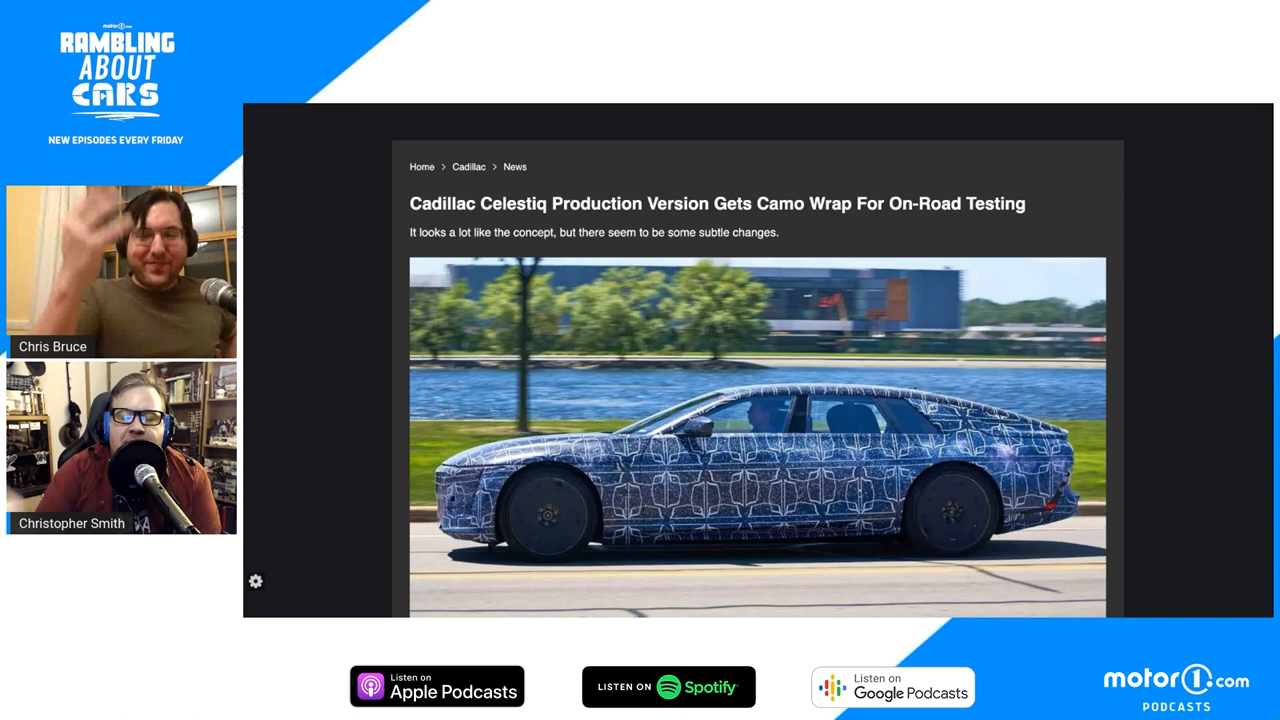 motor1.com
RAMBLING
ABOUT
CARS
NEW EPISODES EVERY FRIDAY
Chris Bruce
Christopher Smith
Home > Cadillac > News
Cadillac Celestiq Production Version Gets Camo Wrap For On-Road Testing
It looks a lot like the concept, but there seem to be some subtle changes.
Listen on
Apple Podcasts
LISTEN ON Spotify
Listen on
Google Podcasts
motor1.com
PODCASTS